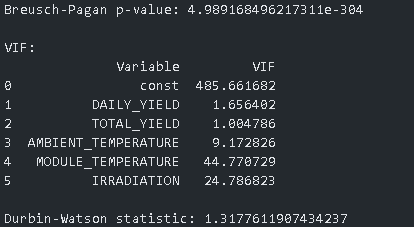 Breusch-Pagan p-value: 4.989168496217311e-304
VIF:
Variable VIF
0 const 485.661682
1 DAILY_YIELD 1.656402
2 TOTAL_YIELD 1.004786
3 AMBIENT_TEMPERATURE 9.172826
4 MODULE_TEMPERATURE 44.770729
5 IRRADIATION 24.786823
Durbin-Watson statistic: 1.3177611907434237